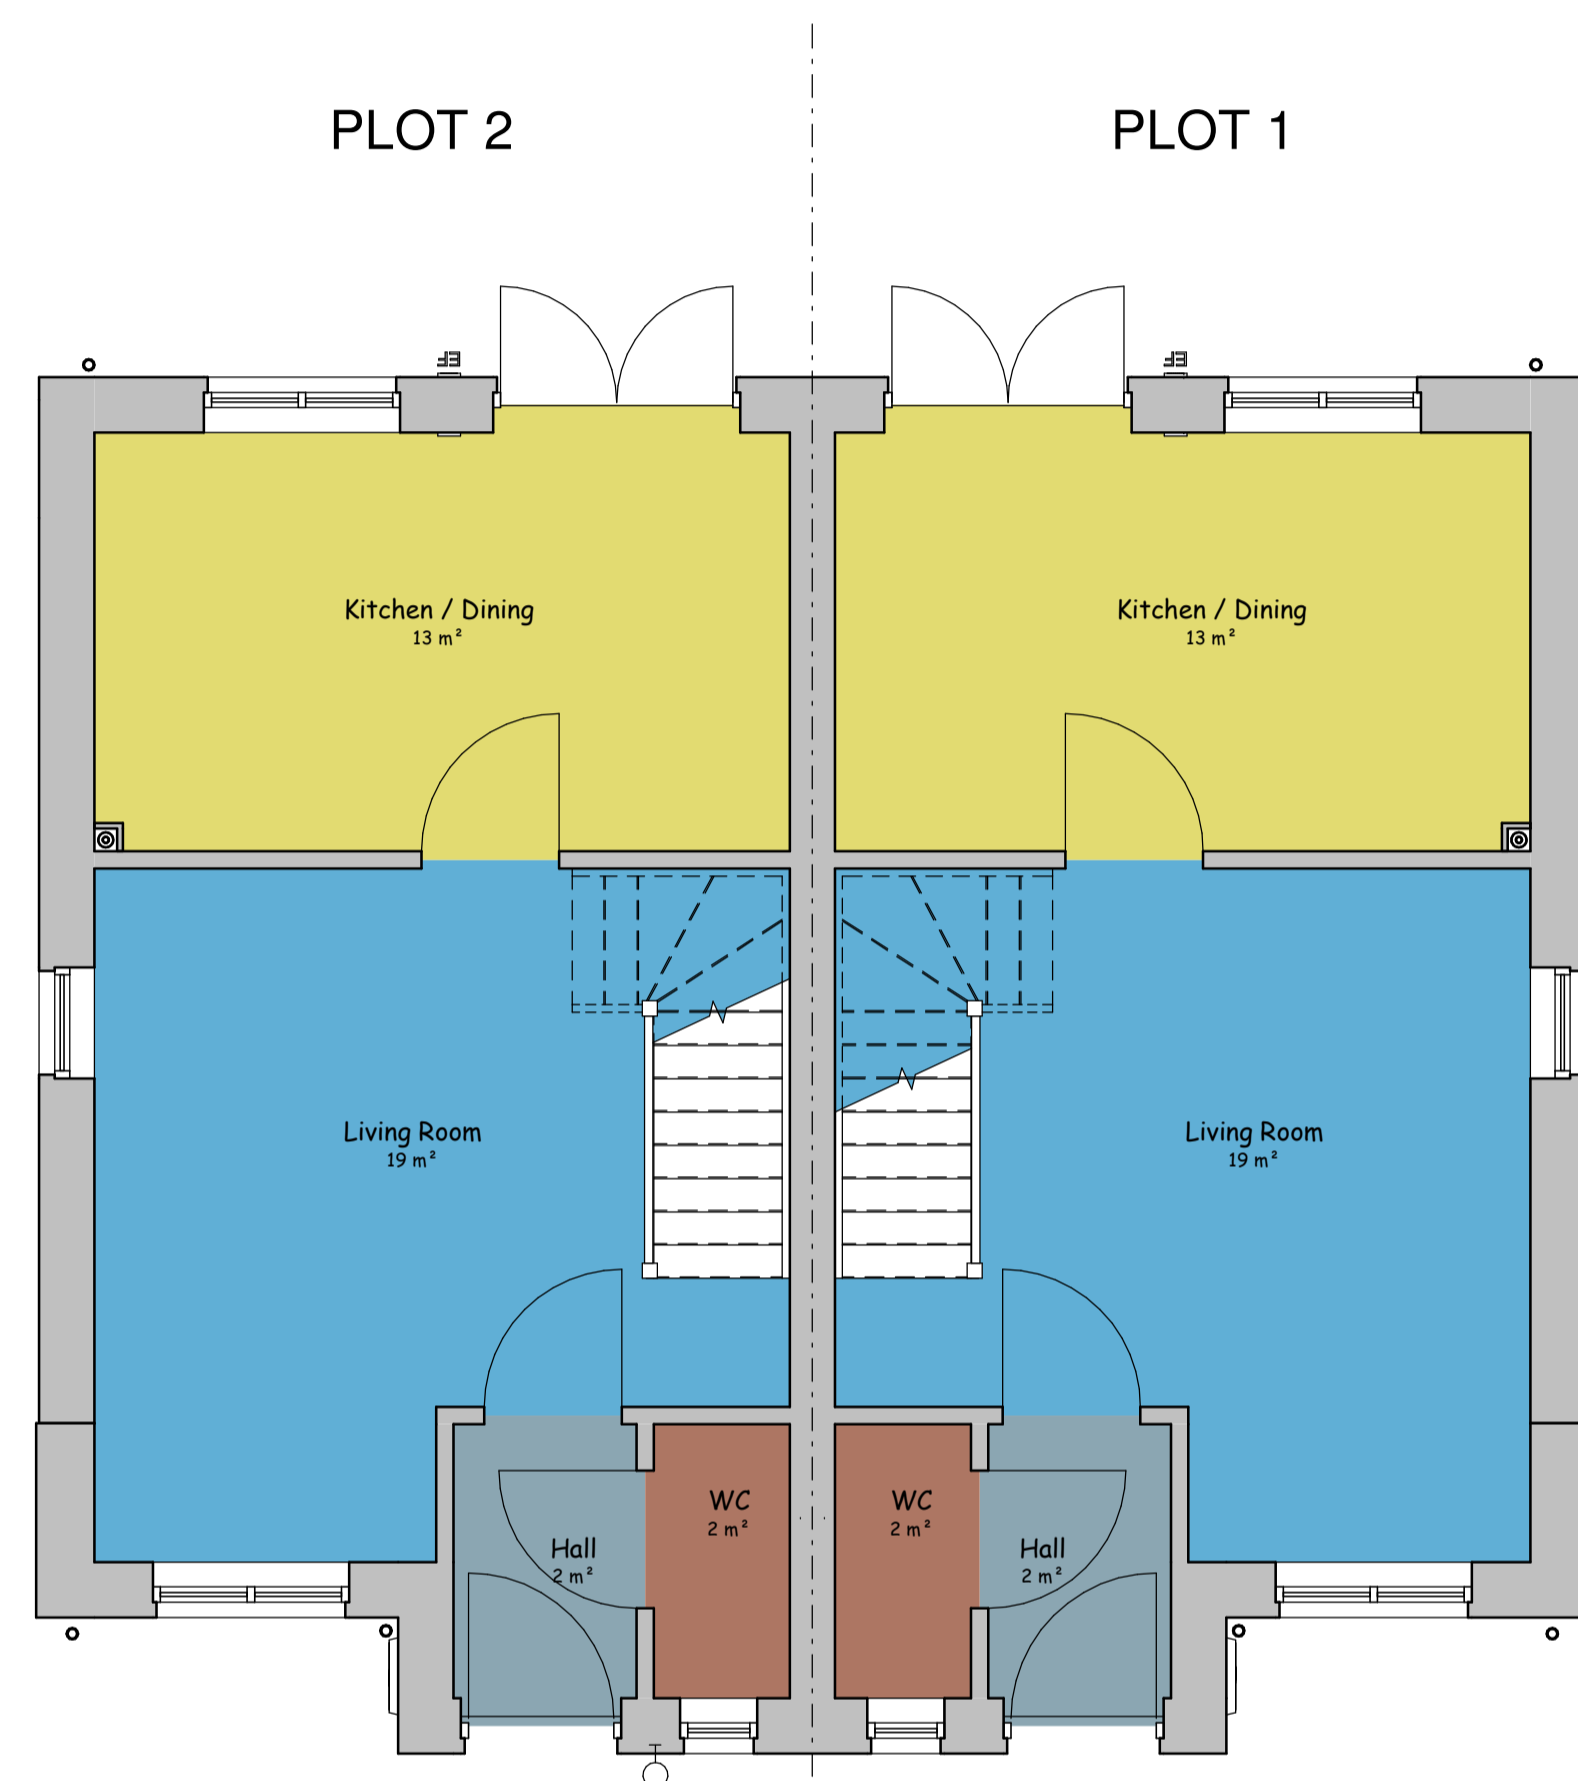 PLOT 2
PLOT 1
Kitchen / Dining
13 m²
Kitchen / Dining
13 m²
Living Room
19 m²
Living Room
19 m²
WC
2 m²
WC
2 m²
Hall
2 m²
Hall
2 m²